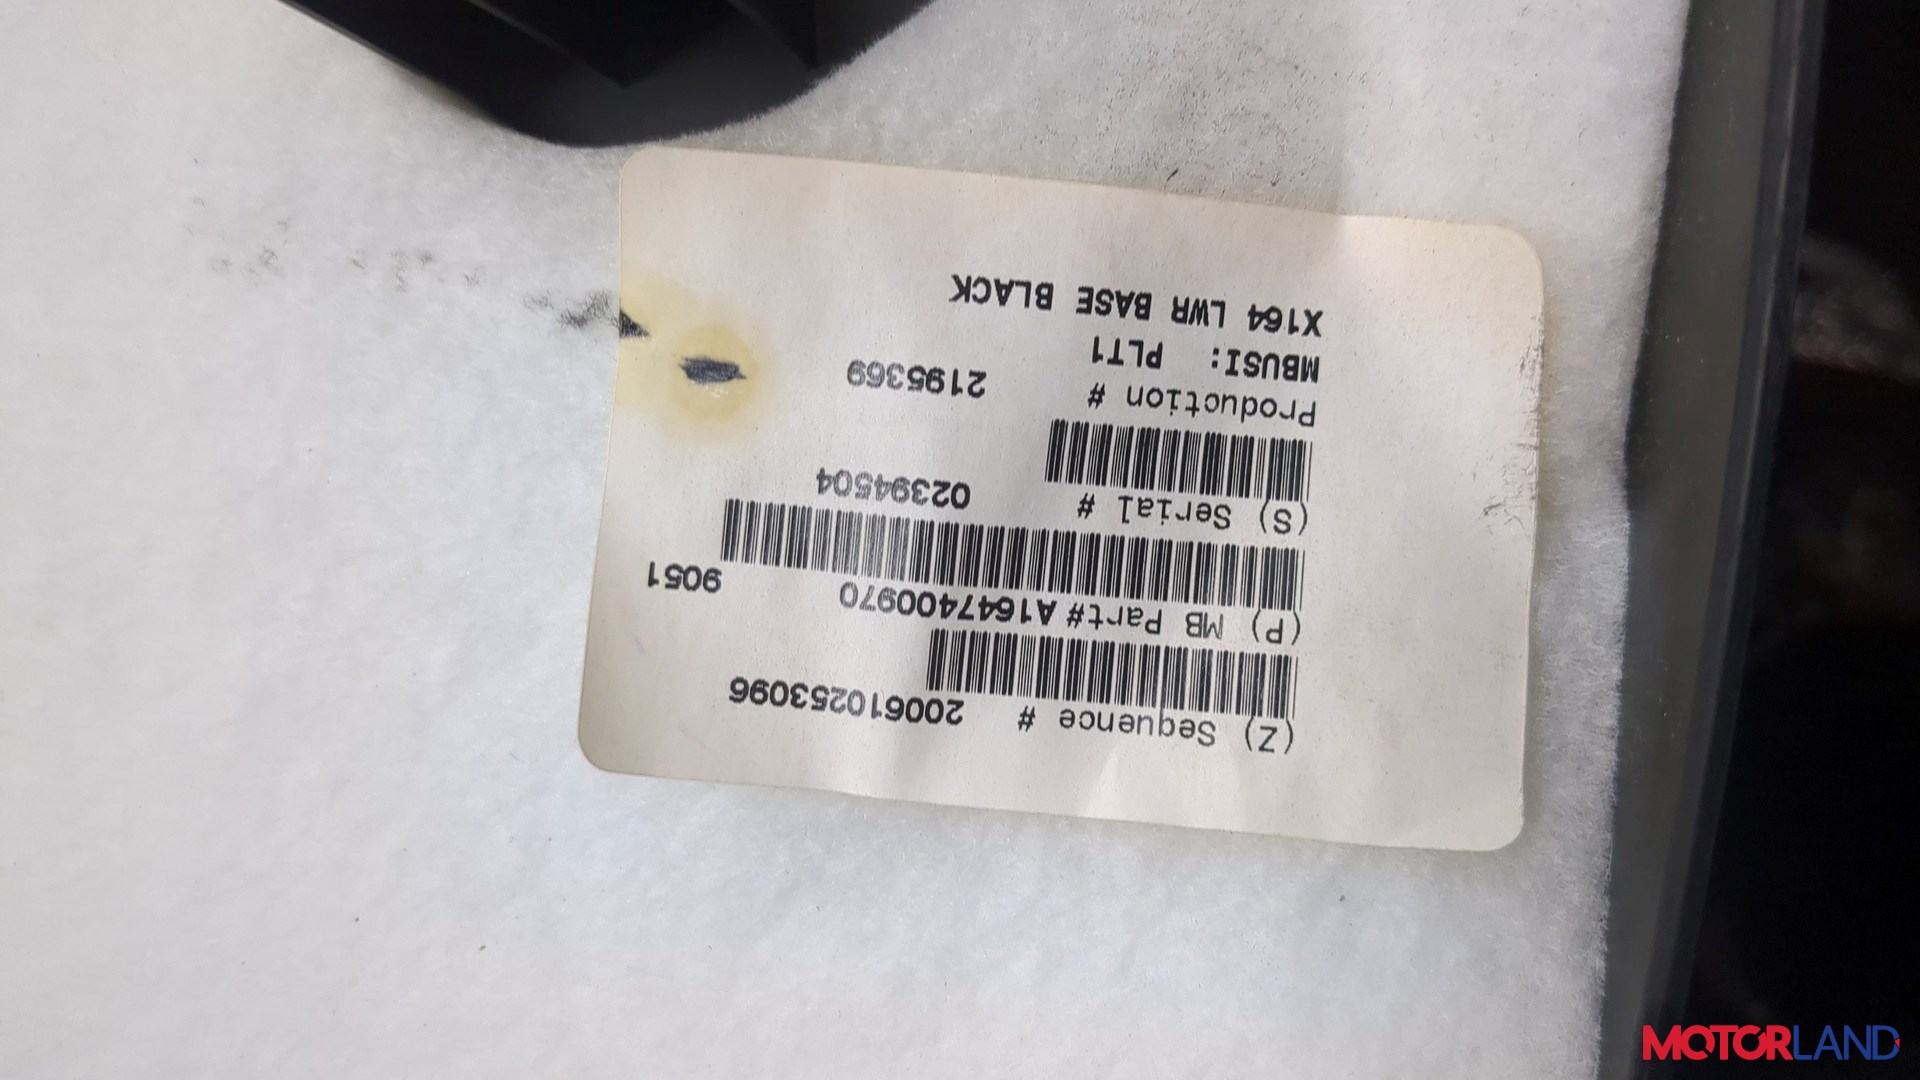 (Z) Sequence # 200610253096
(P) MB Part# A1647400970 9051
(S) Serial # 02394504
Production # 2195369
MBUSI: PLT1
X164 LWR BASE BLACK
MOTORLAND